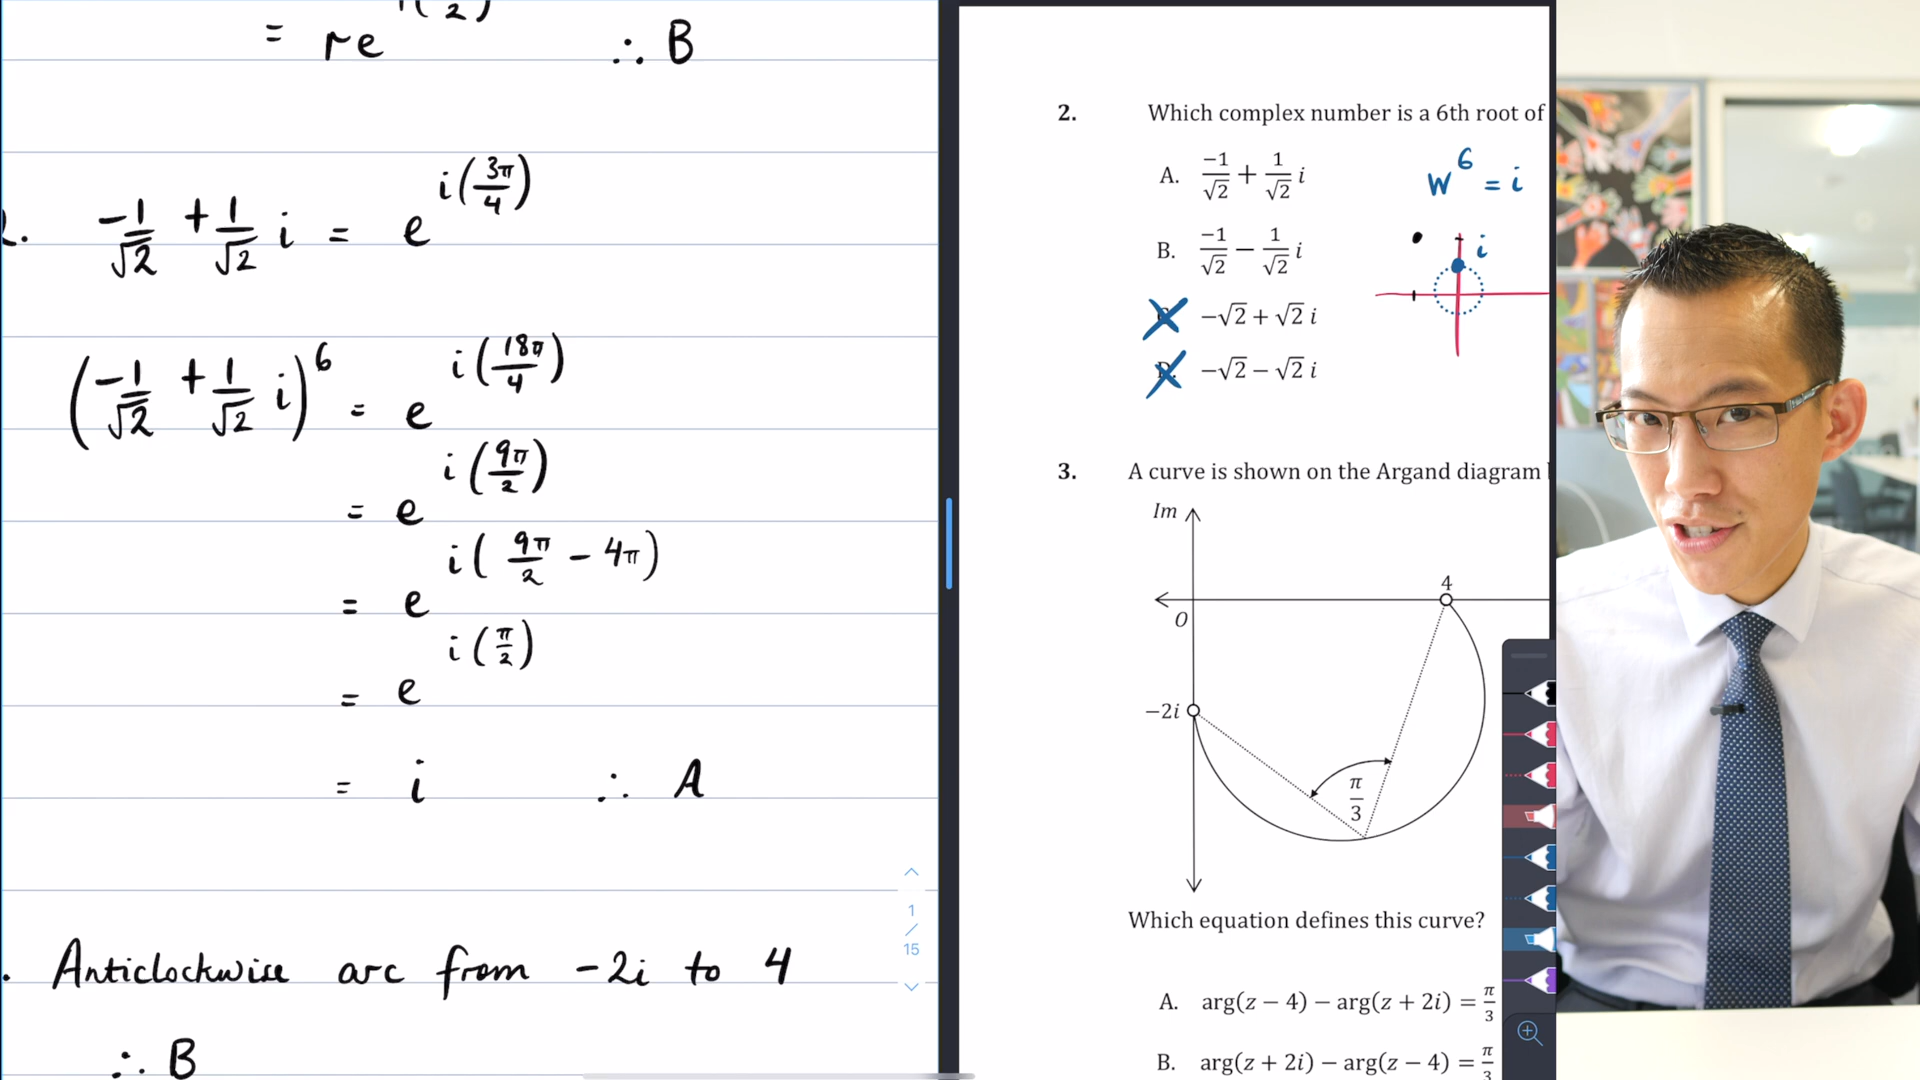 = re^i(π/2) ∴ B
2. -1/√2 + 1/√2 i = e^i(3π/4)
(-1/√2 + 1/√2 i)^6 = e^i(18π/4)
= e^i(9π/2)
= e^i(9π/2 - 4π)
= e^i(π/2)
= i ∴ A
. Anticlockwise arc from -2i to 4
∴ B
1
/
15
2. Which complex number is a 6th root of
A. -1/√2 + 1/√2 i
B. -1/√2 − 1/√2 i
−√2 + √2 i
−√2 − √2 i
w^6 = i
i
3. A curve is shown on the Argand diagram
Im
4
O
−2i
π/3
Which equation defines this curve?
A. arg(z − 4) − arg(z + 2i) = π/3
B. arg(z + 2i) − arg(z − 4) = π/3